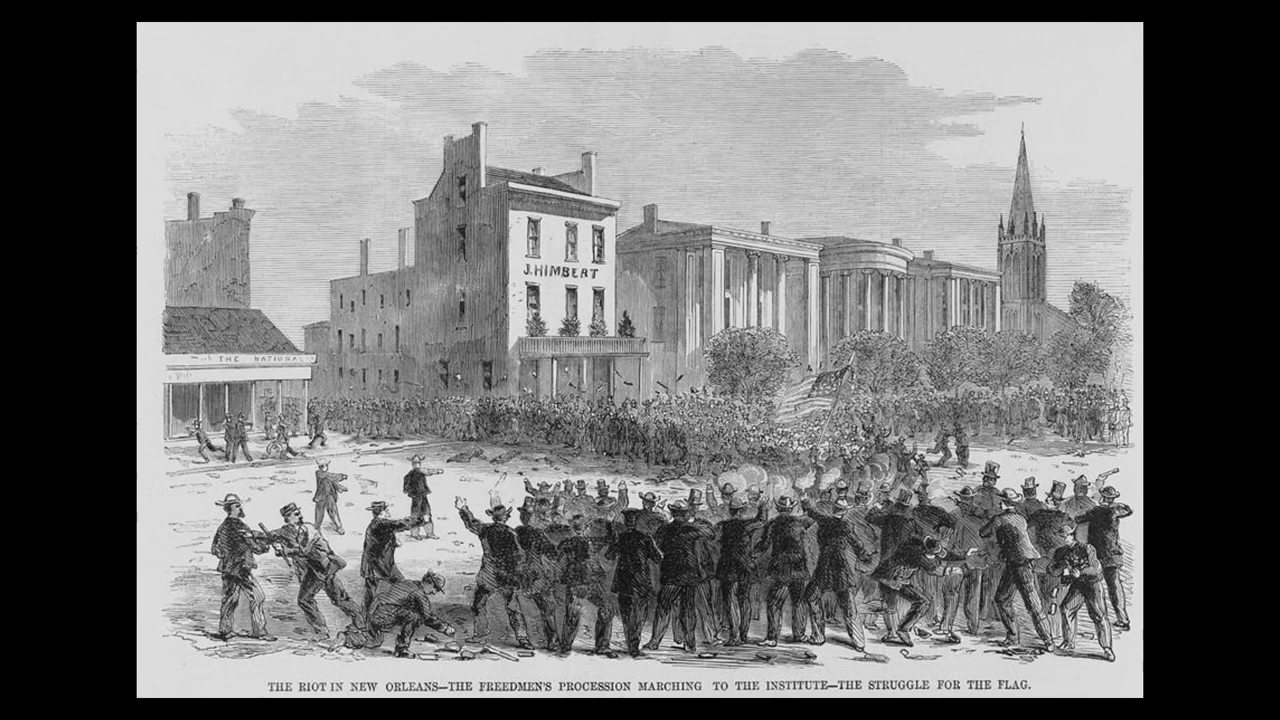 J. HIMBERT
THE NATIONAL
THE RIOT IN NEW ORLEANS—THE FREEDMEN'S PROCESSION MARCHING TO THE INSTITUTE—THE STRUGGLE FOR THE FLAG.